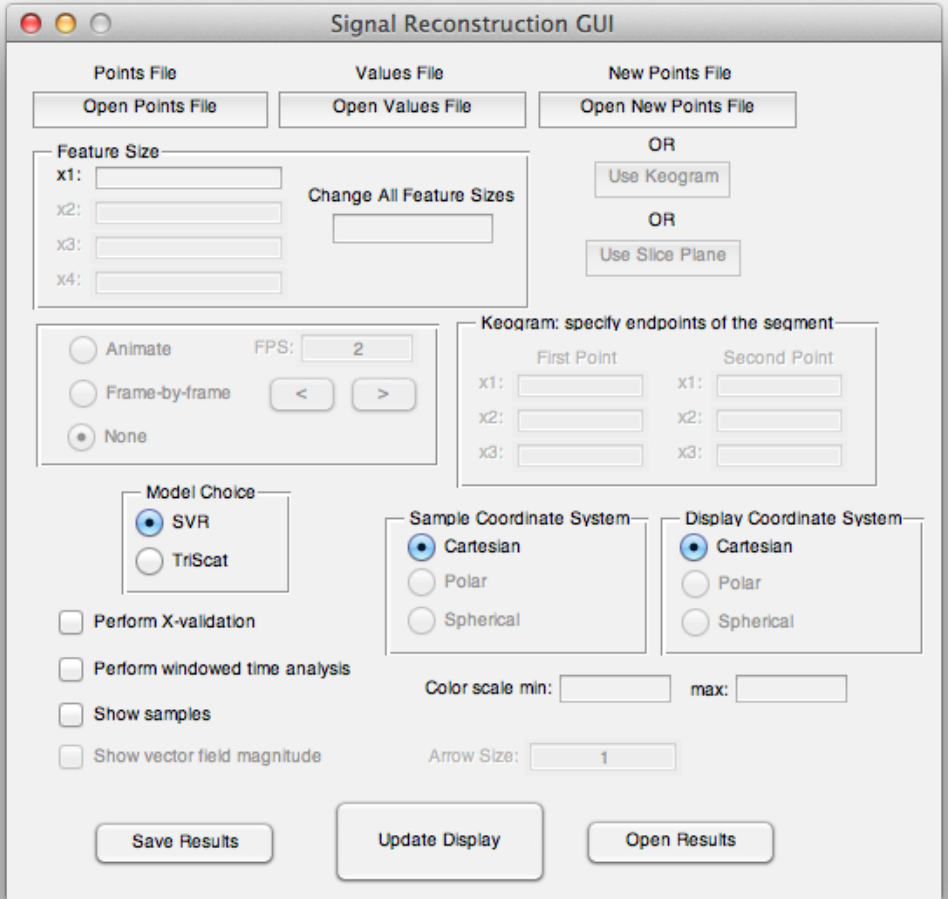 Signal Reconstruction GUI
Points File
Values File
New Points File
Open Points File
Open Values File
Open New Points File
OR
Use Keogram
OR
Use Slice Plane
Feature Size
x1:
x2:
x3:
x4:
Change All Feature Sizes
Animate
FPS: 2
Frame-by-frame
< >
None
Keogram: specify endpoints of the segment
First Point
Second Point
x1:
x1:
x2:
x2:
x3:
x3:
Model Choice
SVR
TriScat
Sample Coordinate System
Cartesian
Polar
Spherical
Display Coordinate System
Cartesian
Polar
Spherical
Perform X-validation
Perform windowed time analysis
Show samples
Show vector field magnitude
Color scale min:
max:
Arrow Size: 1
Save Results
Update Display
Open Results